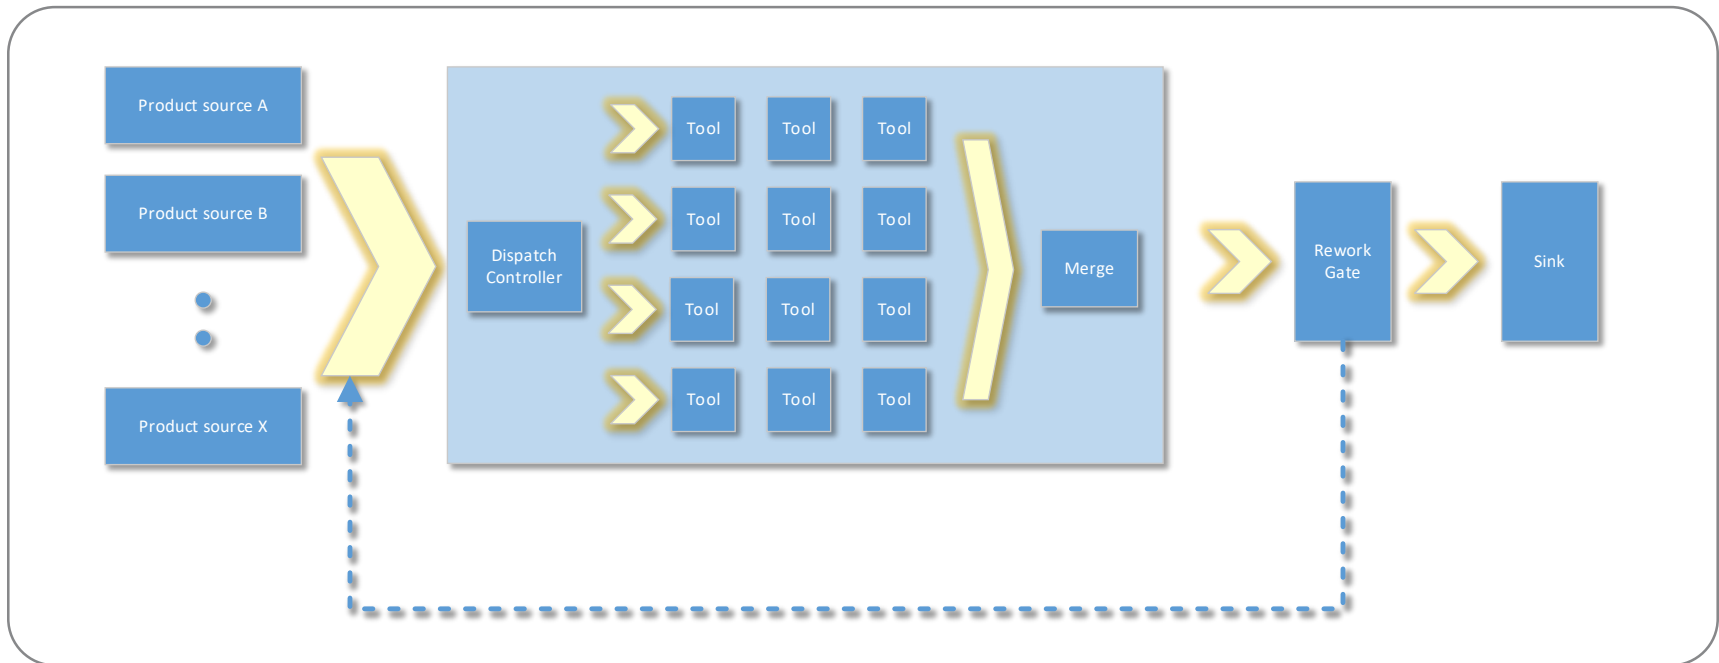 Product source A
Product source B
Product source X
Dispatch
Controller
Tool Tool Tool
Tool Tool Tool
Tool Tool Tool
Tool Tool Tool
Merge
Rework
Gate
Sink